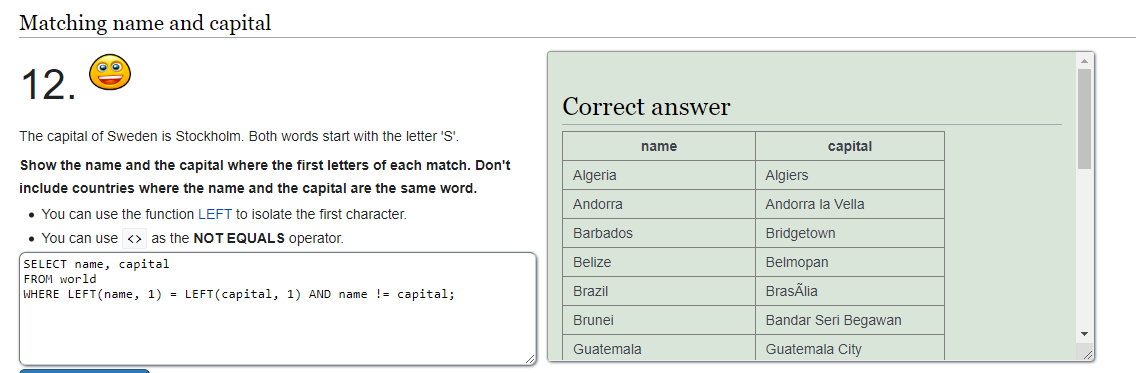 Matching name and capital
12.
The capital of Sweden is Stockholm. Both words start with the letter 'S'.
Show the name and the capital where the first letters of each match. Don't
include countries where the name and the capital are the same word.
• You can use the function LEFT to isolate the first character.
• You can use <> as the NOT EQUALS operator.
SELECT name, capital
FROM world
WHERE LEFT(name, 1) = LEFT(capital, 1) AND name != capital;
Correct answer
name capital
Algeria Algiers
Andorra Andorra la Vella
Barbados Bridgetown
Belize Belmopan
Brazil BrasÃlia
Brunei Bandar Seri Begawan
Guatemala Guatemala City